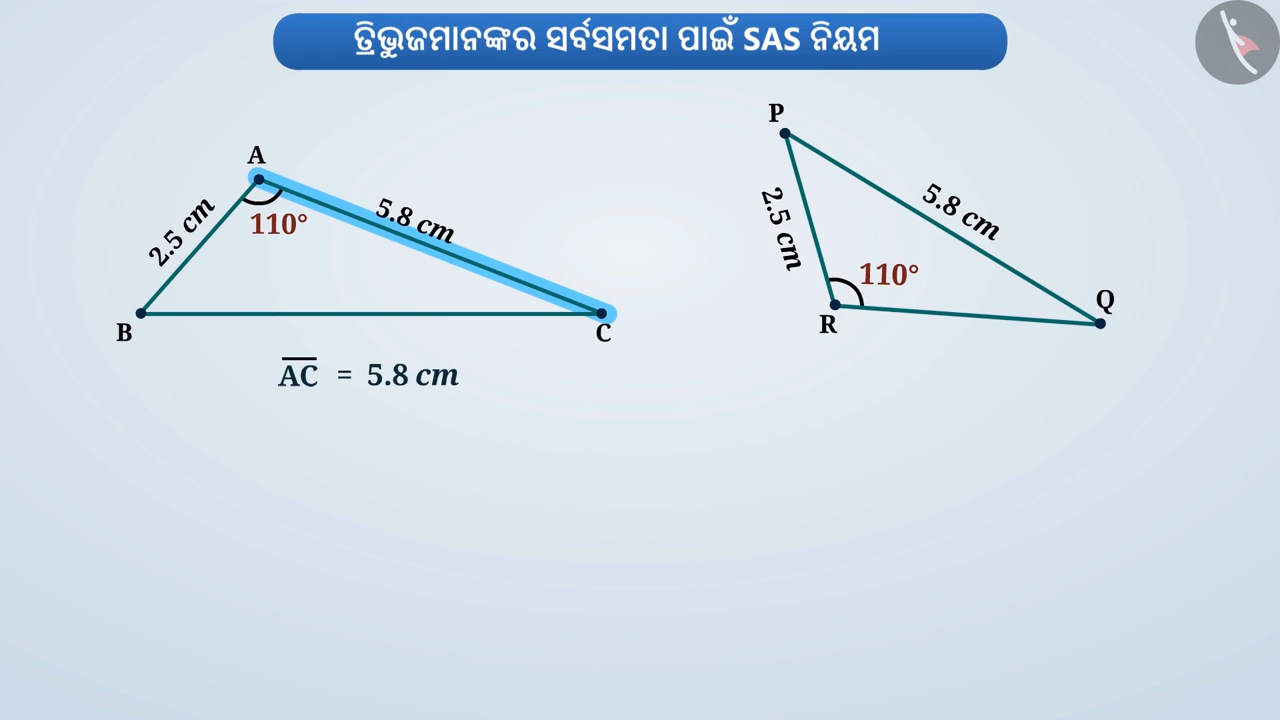 ତ୍ରିଭୁଜମାନଙ୍କର ସର୍ବସମତା ପାଇଁ SAS ନିୟମ
A
2.5 cm
110°
5.8 cm
B
C
AC = 5.8 cm
P
2.5 cm
5.8 cm
110°
R
Q